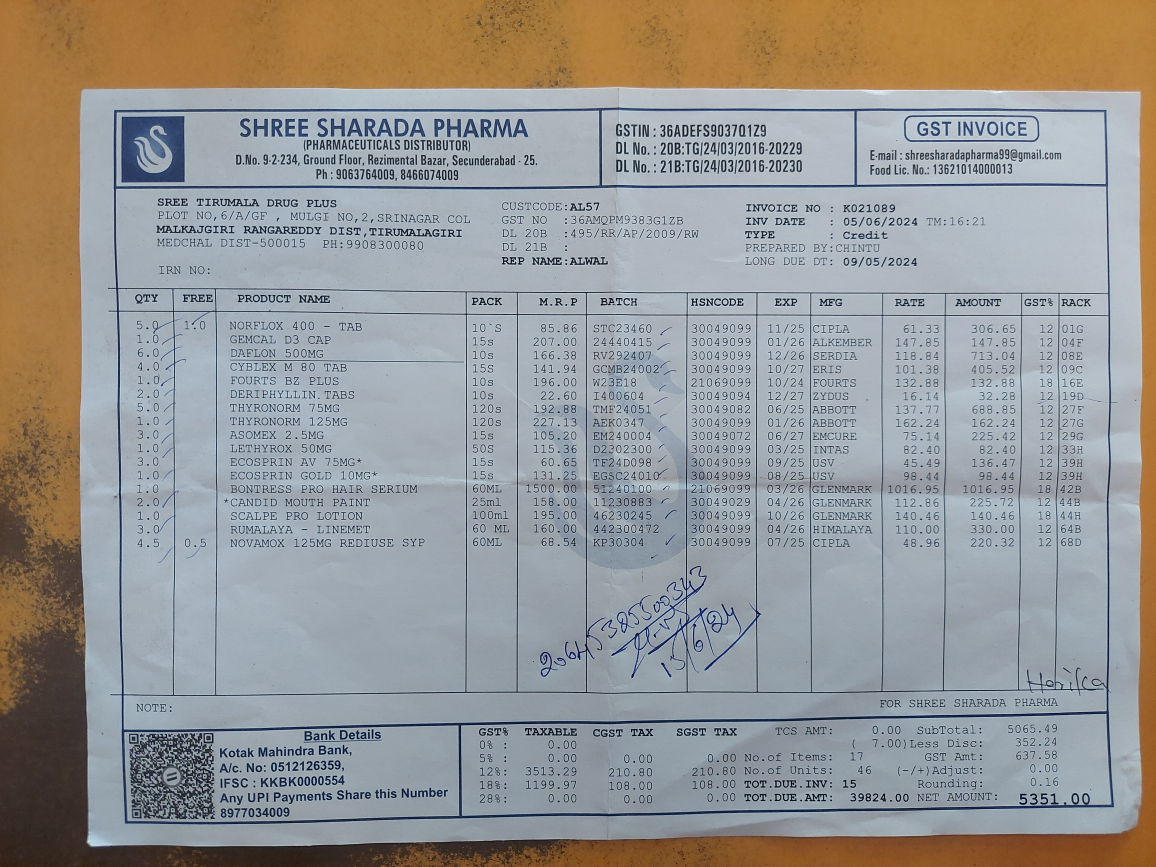 SHREE SHARADA PHARMA
(PHARMACEUTICALS DISTRIBUTOR)
D.No. 9-2-234, Ground Floor, Rezimental Bazar, Secunderabad - 25.
Ph : 9063764009, 8466074009
GSTIN : 36ADEFS9037Q1Z9
DL No. : 20B:TG/24/03/2016-20229
DL No. : 21B:TG/24/03/2016-20230
GST INVOICE
E-mail : shreesharadapharma99@gmail.com
Food Lic. No.: 13621014000013
SREE TIRUMALA DRUG PLUS
PLOT NO,6/A/GF , MULGI NO,2,SRINAGAR COL
MALKAJGIRI RANGAREDDY DIST,TIRUMALAGIRI
MEDCHAL DIST-500015 PH:9908300080
IRN NO:
CUSTCODE:AL57
GST NO :36AMQPM9383G1ZB
DL 20B :495/RR/AP/2009/RW
DL 21B :
REP NAME:ALWAL
INVOICE NO : K021089
INV DATE : 05/06/2024 TM:16:21
TYPE : Credit
PREPARED BY:CHINTU
LONG DUE DT: 09/05/2024
QTY FREE PRODUCT NAME PACK M.R.P BATCH HSNCODE EXP MFG RATE AMOUNT GST% RACK
5.0 1.0 NORFLOX 400 - TAB 10`S 85.86 STC23460 30049099 11/25 CIPLA 61.33 306.65 12 01G
1.0 GEMCAL D3 CAP 15s 207.00 24440415 30049099 01/26 ALKEMBER 147.85 147.85 12 04F
6.0 DAFLON 500MG 10s 166.38 RV292407 30049099 12/26 SERDIA 118.84 713.04 12 08E
4.0 CYBLEX M 80 TAB 15S 141.94 GCMB24002 30049099 10/27 ERIS 101.38 405.52 12 09C
1.0 FOURTS BZ PLUS 10s 196.00 W23E18 21069099 10/24 FOURTS 132.88 132.88 18 16E
2.0 DERIPHYLLIN.TABS 10s 22.60 I400604 30049094 12/27 ZYDUS 16.14 32.28 12 19D
5.0 THYRONORM 75MG 120s 192.88 TMF24051 30049082 06/25 ABBOTT 137.77 688.85 12 27F
1.0 THYRONORM 125MG 120s 227.13 AEK0347 30049099 01/26 ABBOTT 162.24 162.24 12 27G
3.0 ASOMEX 2.5MG 15s 105.20 EM240004 30049072 06/27 EMCURE 75.14 225.42 12 29G
1.0 LETHYROX 50MG 50S 115.36 D2302300 30049099 03/25 INTAS 82.40 82.40 12 33H
3.0 ECOSPRIN AV 75MG* 15s 60.65 TF24D098 30049099 09/25 USV 45.49 136.47 12 39H
1.0 ECOSPRIN GOLD 10MG* 15s 131.25 EGSC24010 30049099 08/25 USV 98.44 98.44 12 39H
1.0 BONTRESS PRO HAIR SERIUM 60ML 1500.00 51240100 21069099 03/26 GLENMARK 1016.95 1016.95 18 42B
2.0 *CANDID MOUTH PAINT 25ml 158.00 11230883 30049029 04/26 GLENMARK 112.86 225.72 12 44B
1.0 SCALPE PRO LOTION 100ml 195.00 46230245 30049099 10/26 GLENMARK 140.46 140.46 18 44H
3.0 RUMALAYA - LINEMET 60 ML 160.00 442300472 30049099 04/26 HIMALAYA 110.00 330.00 12 64B
4.5 0.5 NOVAMOX 125MG REDIUSE SYP 60ML 68.54 KP30304 30049099 07/25 CIPLA 48.96 220.32 12 68D
15/6/24
NOTE:
FOR SHREE SHARADA PHARMA
Bank Details
Kotak Mahindra Bank,
A/c. No: 0512126359,
IFSC : KKBK0000554
Any UPI Payments Share this Number
8977034009
GST% TAXABLE CGST TAX SGST TAX
0% : 0.00
5% : 0.00 0.00 0.00
12%: 3513.29 210.80 210.80
18%: 1199.97 108.00 108.00
28%: 0.00 0.00 0.00
TCS AMT: 0.00
No.of Items: 17
No.of Units: 46
TOT.DUE.INV: 15
TOT.DUE.AMT: 39824.00
SubTotal: 5065.49
( 7.00)Less Disc: 352.24
GST Amt: 637.58
(-/+)Adjust: 0.00
Rounding: 0.16
NET AMOUNT: 5351.00